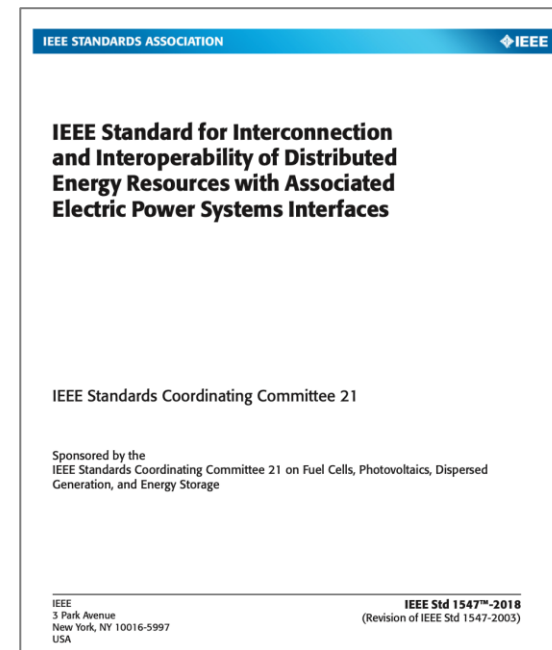 IEEE STANDARDS ASSOCIATION
IEEE
IEEE Standard for Interconnection
and Interoperability of Distributed
Energy Resources with Associated
Electric Power Systems Interfaces
IEEE Standards Coordinating Committee 21
Sponsored by the
IEEE Standards Coordinating Committee 21 on Fuel Cells, Photovoltaics, Dispersed
Generation, and Energy Storage
IEEE
3 Park Avenue
New York, NY 10016-5997
USA
IEEE Std 1547™-2018
(Revision of IEEE Std 1547-2003)